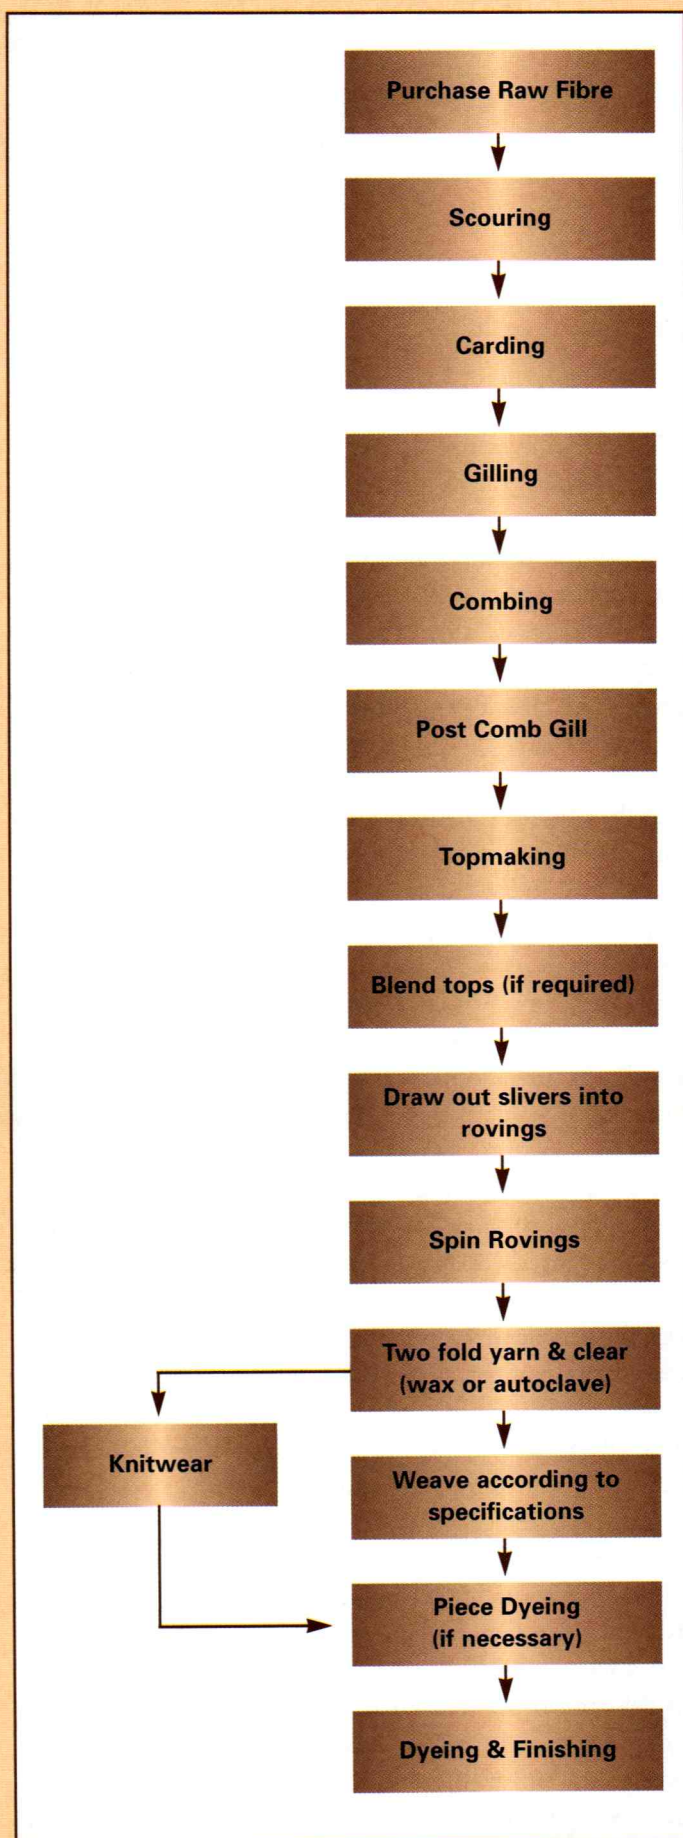 Purchase Raw Fibre
Scouring
Carding
Gilling
Combing
Post Comb Gill
Topmaking
Blend tops (if required)
Draw out slivers into
rovings
Spin Rovings
Two fold yarn & clear
(wax or autoclave)
Knitwear
Weave according to
specifications
Piece Dyeing
(if necessary)
Dyeing & Finishing